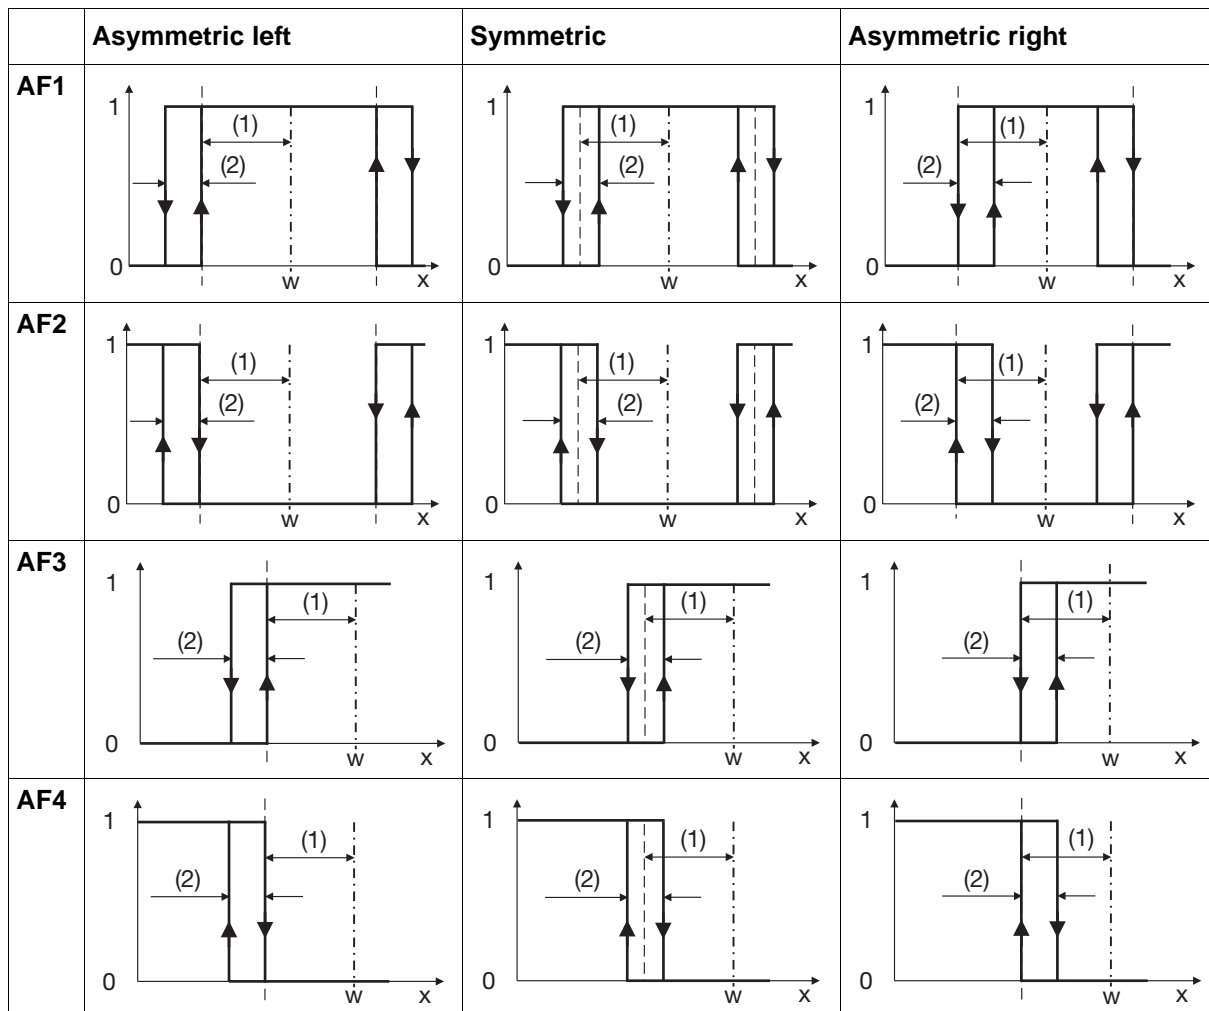 Asymmetric left Symmetric Asymmetric right
AF1
1 (1) (2) 0 w x
1 (1) (2) 0 w x
1 (1) (2) 0 w x
AF2
1 (1) (2) 0 w x
1 (1) (2) 0 w x
1 (1) (2) 0 w x
AF3
1 (1) (2) 0 w x
1 (1) (2) 0 w x
1 (1) (2) 0 w x
AF4
1 (1) (2) 0 w x
1 (1) (2) 0 w x
1 (1) (2) 0 w x